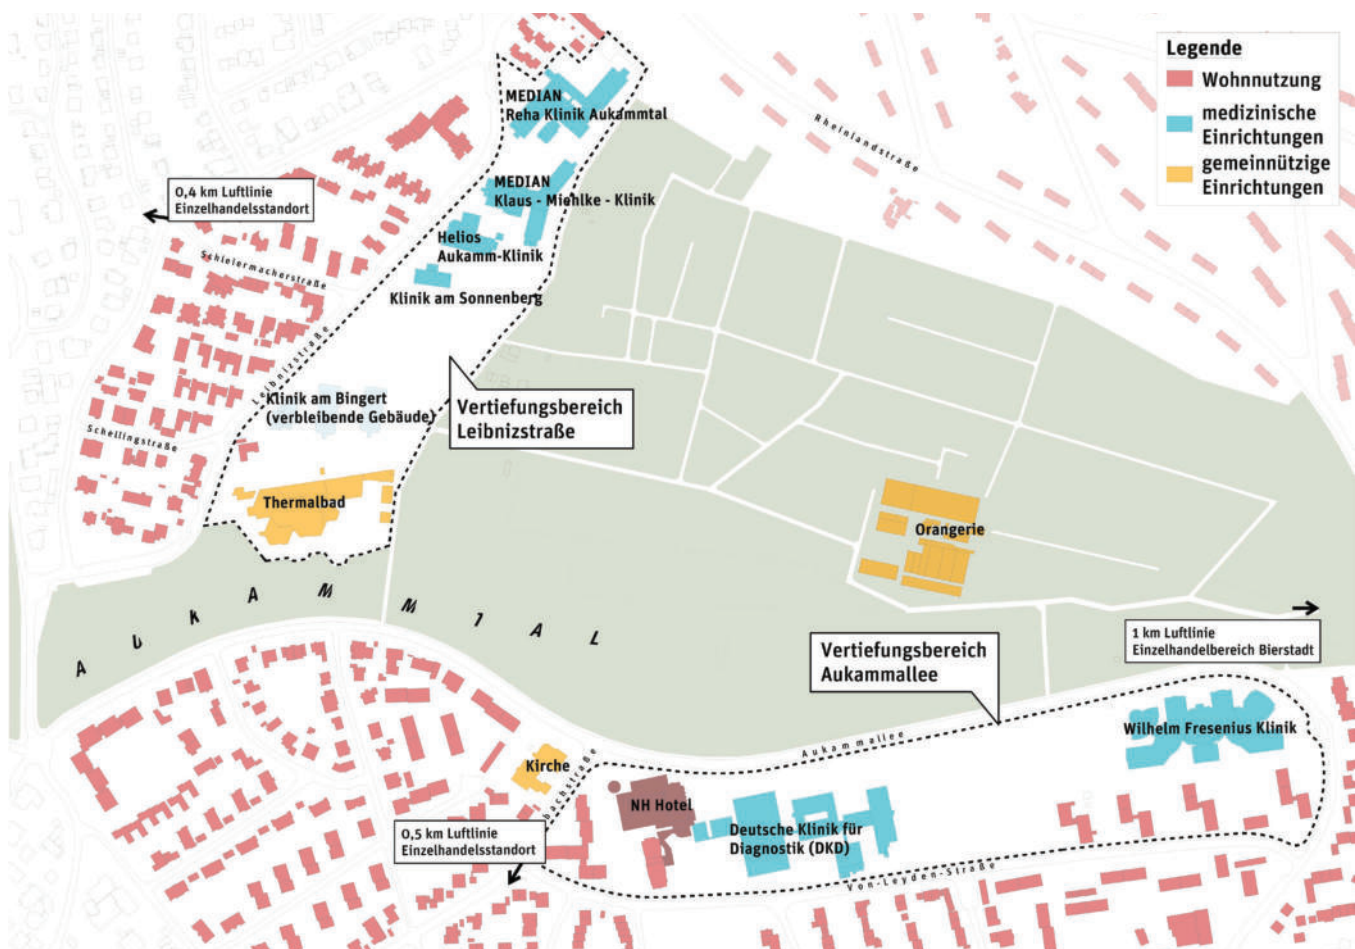 Legende
Wohnnutzung
medizinische
Einrichtungen
gemeinnützige
Einrichtungen
MEDIAN
Reha Klinik Aukammtal
Rheinlandstraße
0,4 km Luftlinie
Einzelhandelsstandort
MEDIAN
Klaus - Miehlke - Klinik
Helios
Aukamm-Klinik
Schielermacherstraße
Klinik am Sonnenberg
Leibnizstraße
Klinik am Bingert
(verbleibende Gebäude)
Vertiefungsbereich
Leibnizstraße
Schellingstraße
Thermalbad
Orangerie
AUKAMMTAL
1 km Luftlinie
Einzelhandelbereich Bierstadt
Vertiefungsbereich
Aukammallee
Wilhelm Fresenius Klinik
Aukammallee
Kirche
bachstraße
NH Hotel
Deutsche Klinik für
Diagnostik (DKD)
0,5 km Luftlinie
Einzelhandelsstandort
Von-Leyden-Straße